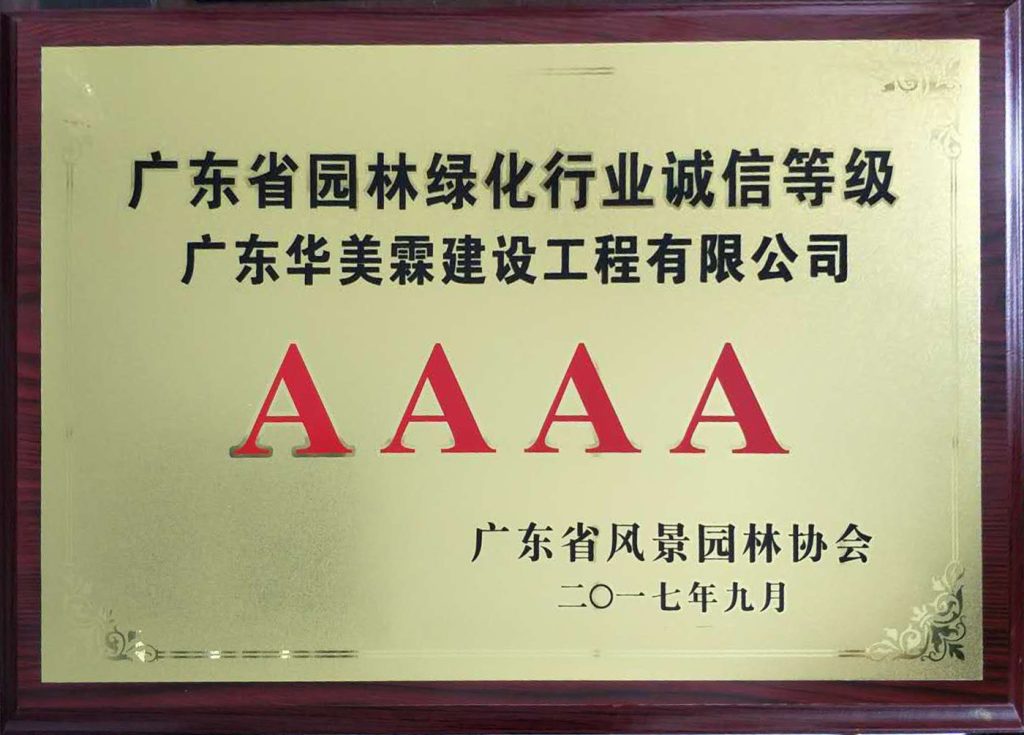 广东省园林绿化行业诚信等级
广东华美霖建设工程有限公司
AAAA
广东省风景园林协会
二〇一七年九月